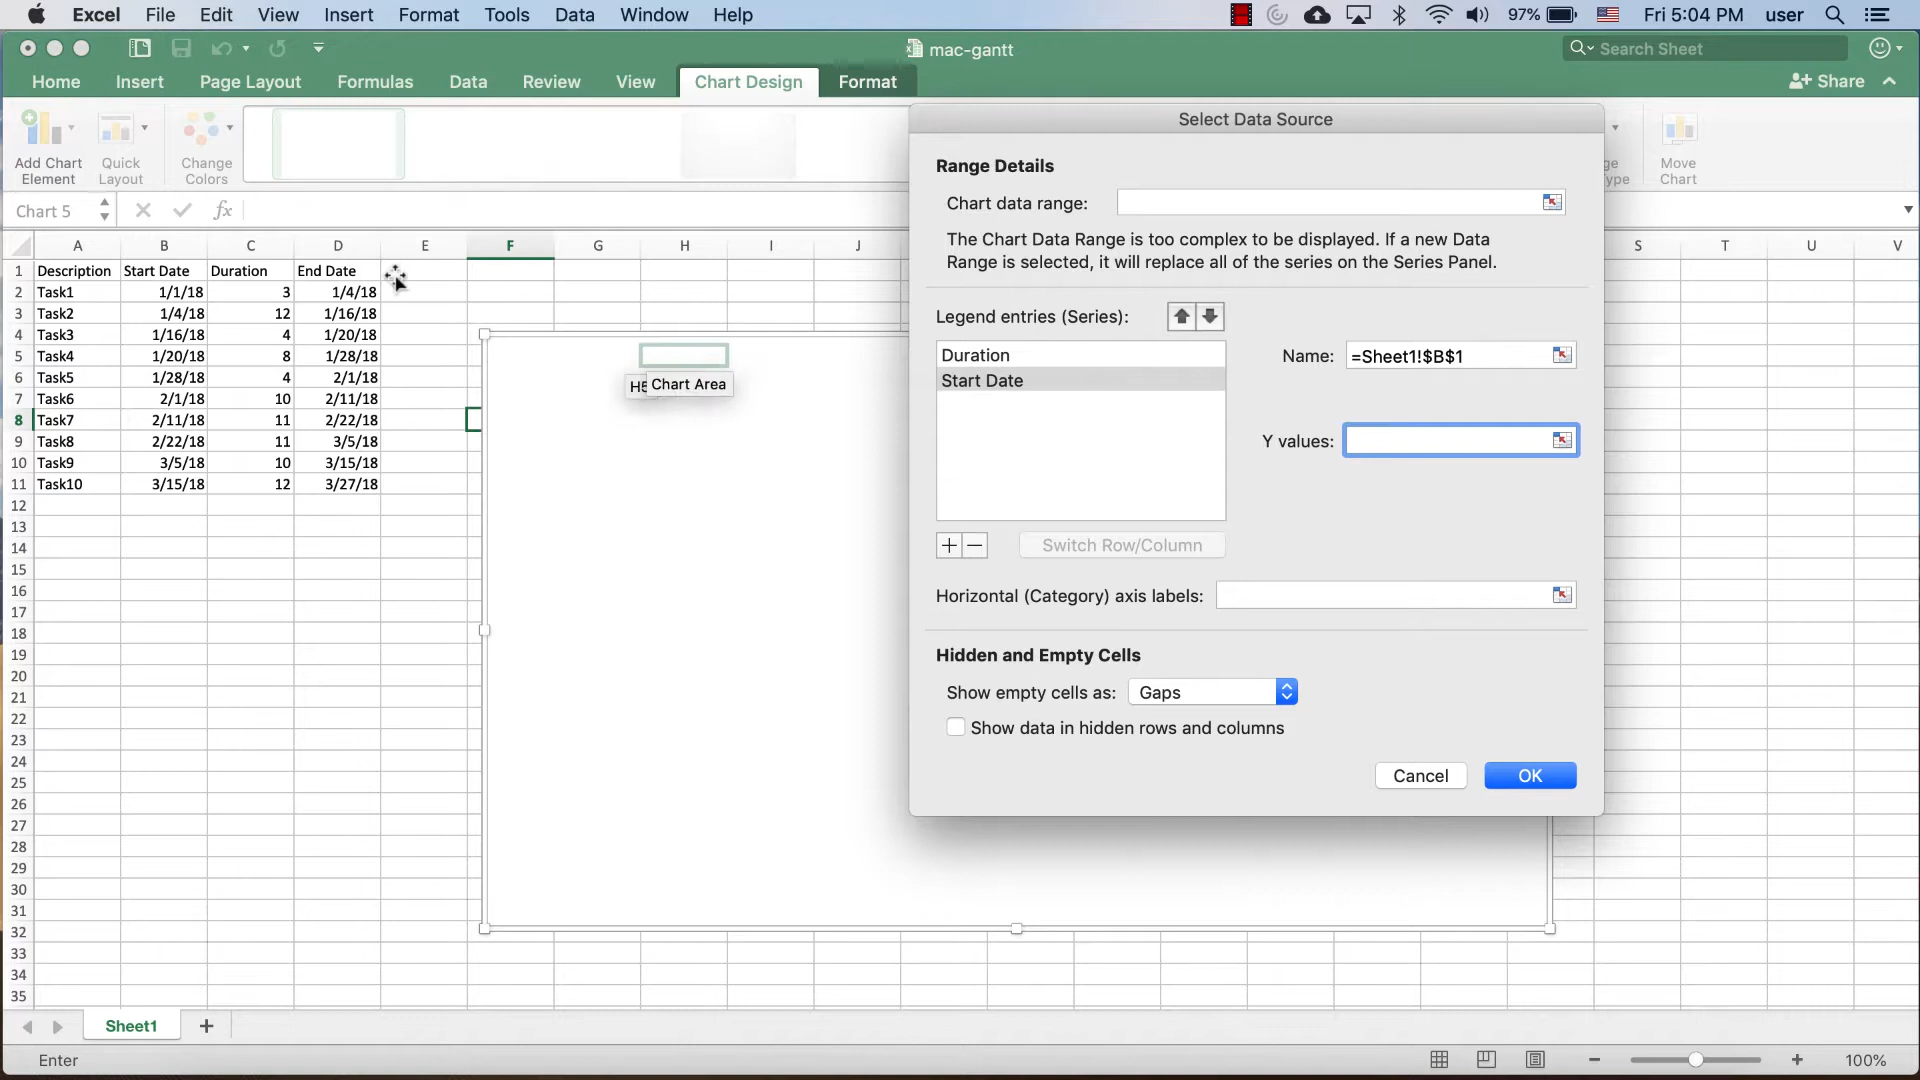 Excel File Edit View Insert Format Tools Data Window Help 97% Fri 5:04 PM user
mac-gantt Search Sheet
Home Insert Page Layout Formulas Data Review View Chart Design Format Share
Add Chart Element Quick Layout Change Colors Move Chart
Chart 5 fx
A B C D E F G H I J S T U V
1 Description Start Date Duration End Date
2 Task1 1/1/18 3 1/4/18
3 Task2 1/4/18 12 1/16/18
4 Task3 1/16/18 4 1/20/18
5 Task4 1/20/18 8 1/28/18
6 Task5 1/28/18 4 2/1/18
7 Task6 2/1/18 10 2/11/18
8 Task7 2/11/18 11 2/22/18
9 Task8 2/22/18 11 3/5/18
10 Task9 3/5/18 10 3/15/18
11 Task10 3/15/18 12 3/27/18
12
13
14
15
16
17
18
19
20
21
22
23
24
25
26
27
28
29
30
31
32
33
34
35
Chart Area
Select Data Source
Range Details
Chart data range:
The Chart Data Range is too complex to be displayed. If a new Data
Range is selected, it will replace all of the series on the Series Panel.
Legend entries (Series):
Duration
Start Date
Name: =Sheet1!$B$1
Y values:
Switch Row/Column
Horizontal (Category) axis labels:
Hidden and Empty Cells
Show empty cells as: Gaps
Show data in hidden rows and columns
Cancel OK
Sheet1
Enter 100%